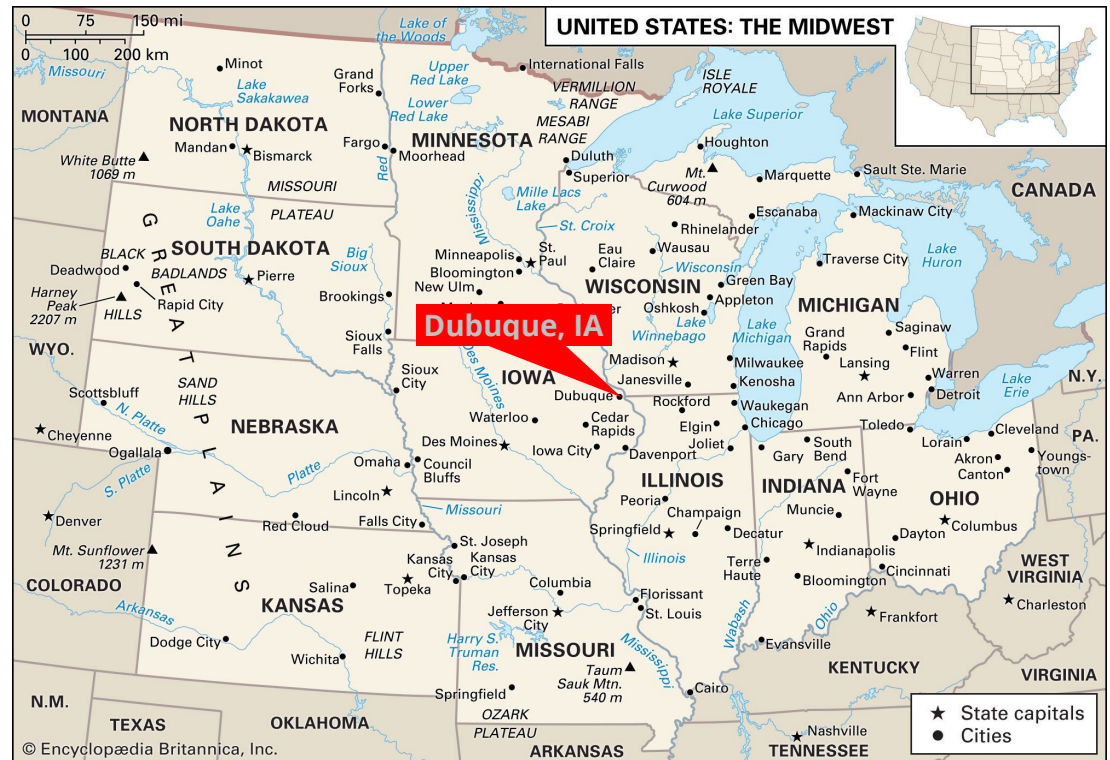 0 75 150 mi
0 100 200 km
UNITED STATES: THE MIDWEST
Lake of
the Woods
Missouri
Minot
Lake
Sakakawea
Grand
Forks
Upper
Red Lake
Lower
Red Lake
International Falls
VERMILLION
RANGE
MESABI
RANGE
ISLE
ROYALE
Lake Superior
MONTANA
NORTH DAKOTA
Mandan
Bismarck
Fargo
Moorhead
Red
MINNESOTA
Duluth
Superior
Houghton
Mt.
Curwood
604 m
Marquette
Sault Ste. Marie
CANADA
White Butte
1069 m
MISSOURI
PLATEAU
Mississippi
Mille Lacs
Lake
St. Croix
Rhinelander
Escanaba
Mackinaw City
Lake
Oahe
SOUTH DAKOTA
BLACK
HILLS
BADLANDS
Deadwood
Pierre
Harney
Peak
2207 m
Rapid City
GREAT PLAINS
Big
Sioux
Brookings
Sioux
Falls
Minneapolis
Bloomington
New Ulm
St.
Paul
Eau
Claire
Wausau
Wisconsin
WISCONSIN
Green Bay
Appleton
Oshkosh
Lake
Winnebago
Traverse City
Lake
Huron
MICHIGAN
Lake
Michigan
Grand
Rapids
Saginaw
Flint
Lansing
Warren
Detroit
Ann Arbor
Lake
Erie
N.Y.
Dubuque, IA
WYO.
Scottsbluff
SAND
HILLS
Sioux
City
Des Moines
IOWA
Dubuque
Madison
Janesville
Milwaukee
Kenosha
Waukegan
Rockford
Chicago
Elgin
Joliet
Toledo
Lorain
Cleveland
Akron
Canton
Youngs-
town
PA.
Cheyenne
N. Platte
Ogallala
S. Platte
NEBRASKA
Platte
Omaha
Council
Bluffs
Lincoln
Waterloo
Cedar
Rapids
Des Moines
Iowa City
Davenport
Gary
South
Bend
Fort
Wayne
ILLINOIS
INDIANA
OHIO
Denver
Red Cloud
Falls City
Missouri
Peoria
Champaign
Springfield
Decatur
Illinois
Muncie
Indianapolis
Dayton
Columbus
Mt. Sunflower
1231 m
COLORADO
St. Joseph
Kansas
City
Kansas
City
Salina
Topeka
KANSAS
Columbia
Jefferson
City
Florissant
St. Louis
Terre
Haute
Bloomington
Cincinnati
WEST
VIRGINIA
Charleston
Arkansas
Dodge City
FLINT
HILLS
Wichita
Harry S.
Truman
Res.
MISSOURI
Taum
Sauk Mtn.
540 m
Mississippi
Wabash
Ohio
Evansville
Frankfort
KENTUCKY
VIRGINIA
Springfield
OZARK
PLATEAU
Cairo
N.M.
TEXAS
OKLAHOMA
ARKANSAS
Nashville
TENNESSEE
State capitals
Cities
© Encyclopædia Britannica, Inc.